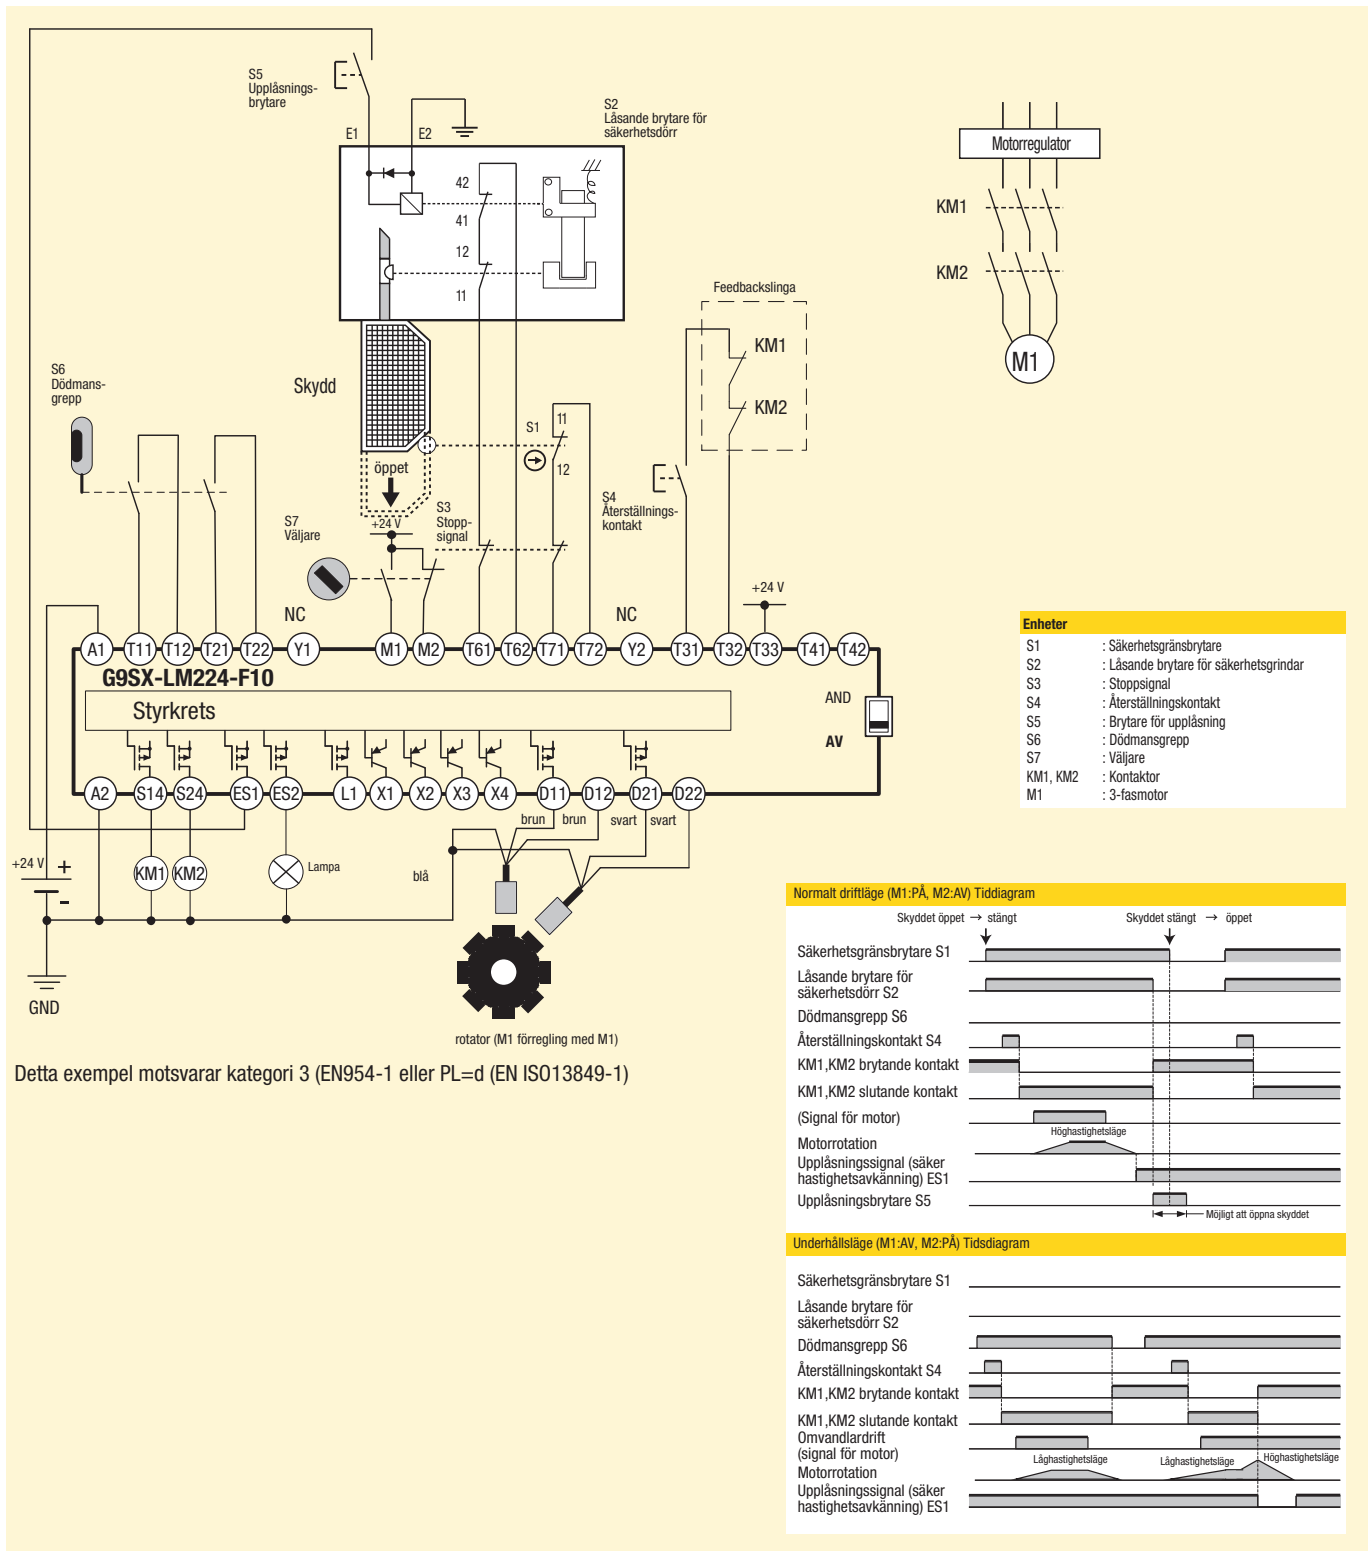 S5
Upplåsnings-
brytare
E1
E2
S2
Låsande brytare för
säkerhetsdörr
42
41
12
11
Motorregulator
KM1
KM2
M1
Feedbackslinga
KM1
KM2
S6
Dödmans-
grepp
Skydd
öppet
S1
11
12
S7
Väljare
+24 V
S3
Stopp-
signal
S4
Återställnings-
kontakt
NC
NC
+24 V
A1
T11
T12
T21
T22
Y1
M1
M2
T61
T62
T71
T72
Y2
T31
T32
T33
T41
T42
G9SX-LM224-F10
Styrkrets
AND
AV
A2
S14
S24
ES1
ES2
L1
X1
X2
X3
X4
D11
D12
D21
D22
brun
brun
svart
svart
+24 V
+
-
KM1
KM2
Lampa
blå
GND
rotator (M1 förregling med M1)
Detta exempel motsvarar kategori 3 (EN954-1 eller PL=d (EN ISO13849-1)
Enheter
S1 : Säkerhetsgränsbrytare
S2 : Låsande brytare för säkerhetsgrindar
S3 : Stoppsignal
S4 : Återställningskontakt
S5 : Brytare för upplåsning
S6 : Dödmansgrepp
S7 : Väljare
KM1, KM2 : Kontaktor
M1 : 3-fasmotor
Normalt driftläge (M1:PÅ, M2:AV) Tiddiagram
Skyddet öppet → stängt
Skyddet stängt → öppet
Säkerhetsgränsbrytare S1
Låsande brytare för
säkerhetsdörr S2
Dödmansgrepp S6
Återställningskontakt S4
KM1,KM2 brytande kontakt
KM1,KM2 slutande kontakt
(Signal för motor)
Höghastighetsläge
Motorrotation
Upplåsningssignal (säker
hastighetsavkänning) ES1
Upplåsningsbrytare S5
Möjligt att öppna skyddet
Underhållsläge (M1:AV, M2:PÅ) Tidsdiagram
Säkerhetsgränsbrytare S1
Låsande brytare för
säkerhetsdörr S2
Dödmansgrepp S6
Återställningskontakt S4
KM1,KM2 brytande kontakt
KM1,KM2 slutande kontakt
Omvandlardrift
(signal för motor)
Låghastighetsläge
Låghastighetsläge
Höghastighetsläge
Motorrotation
Upplåsningssignal (säker
hastighetsavkänning) ES1